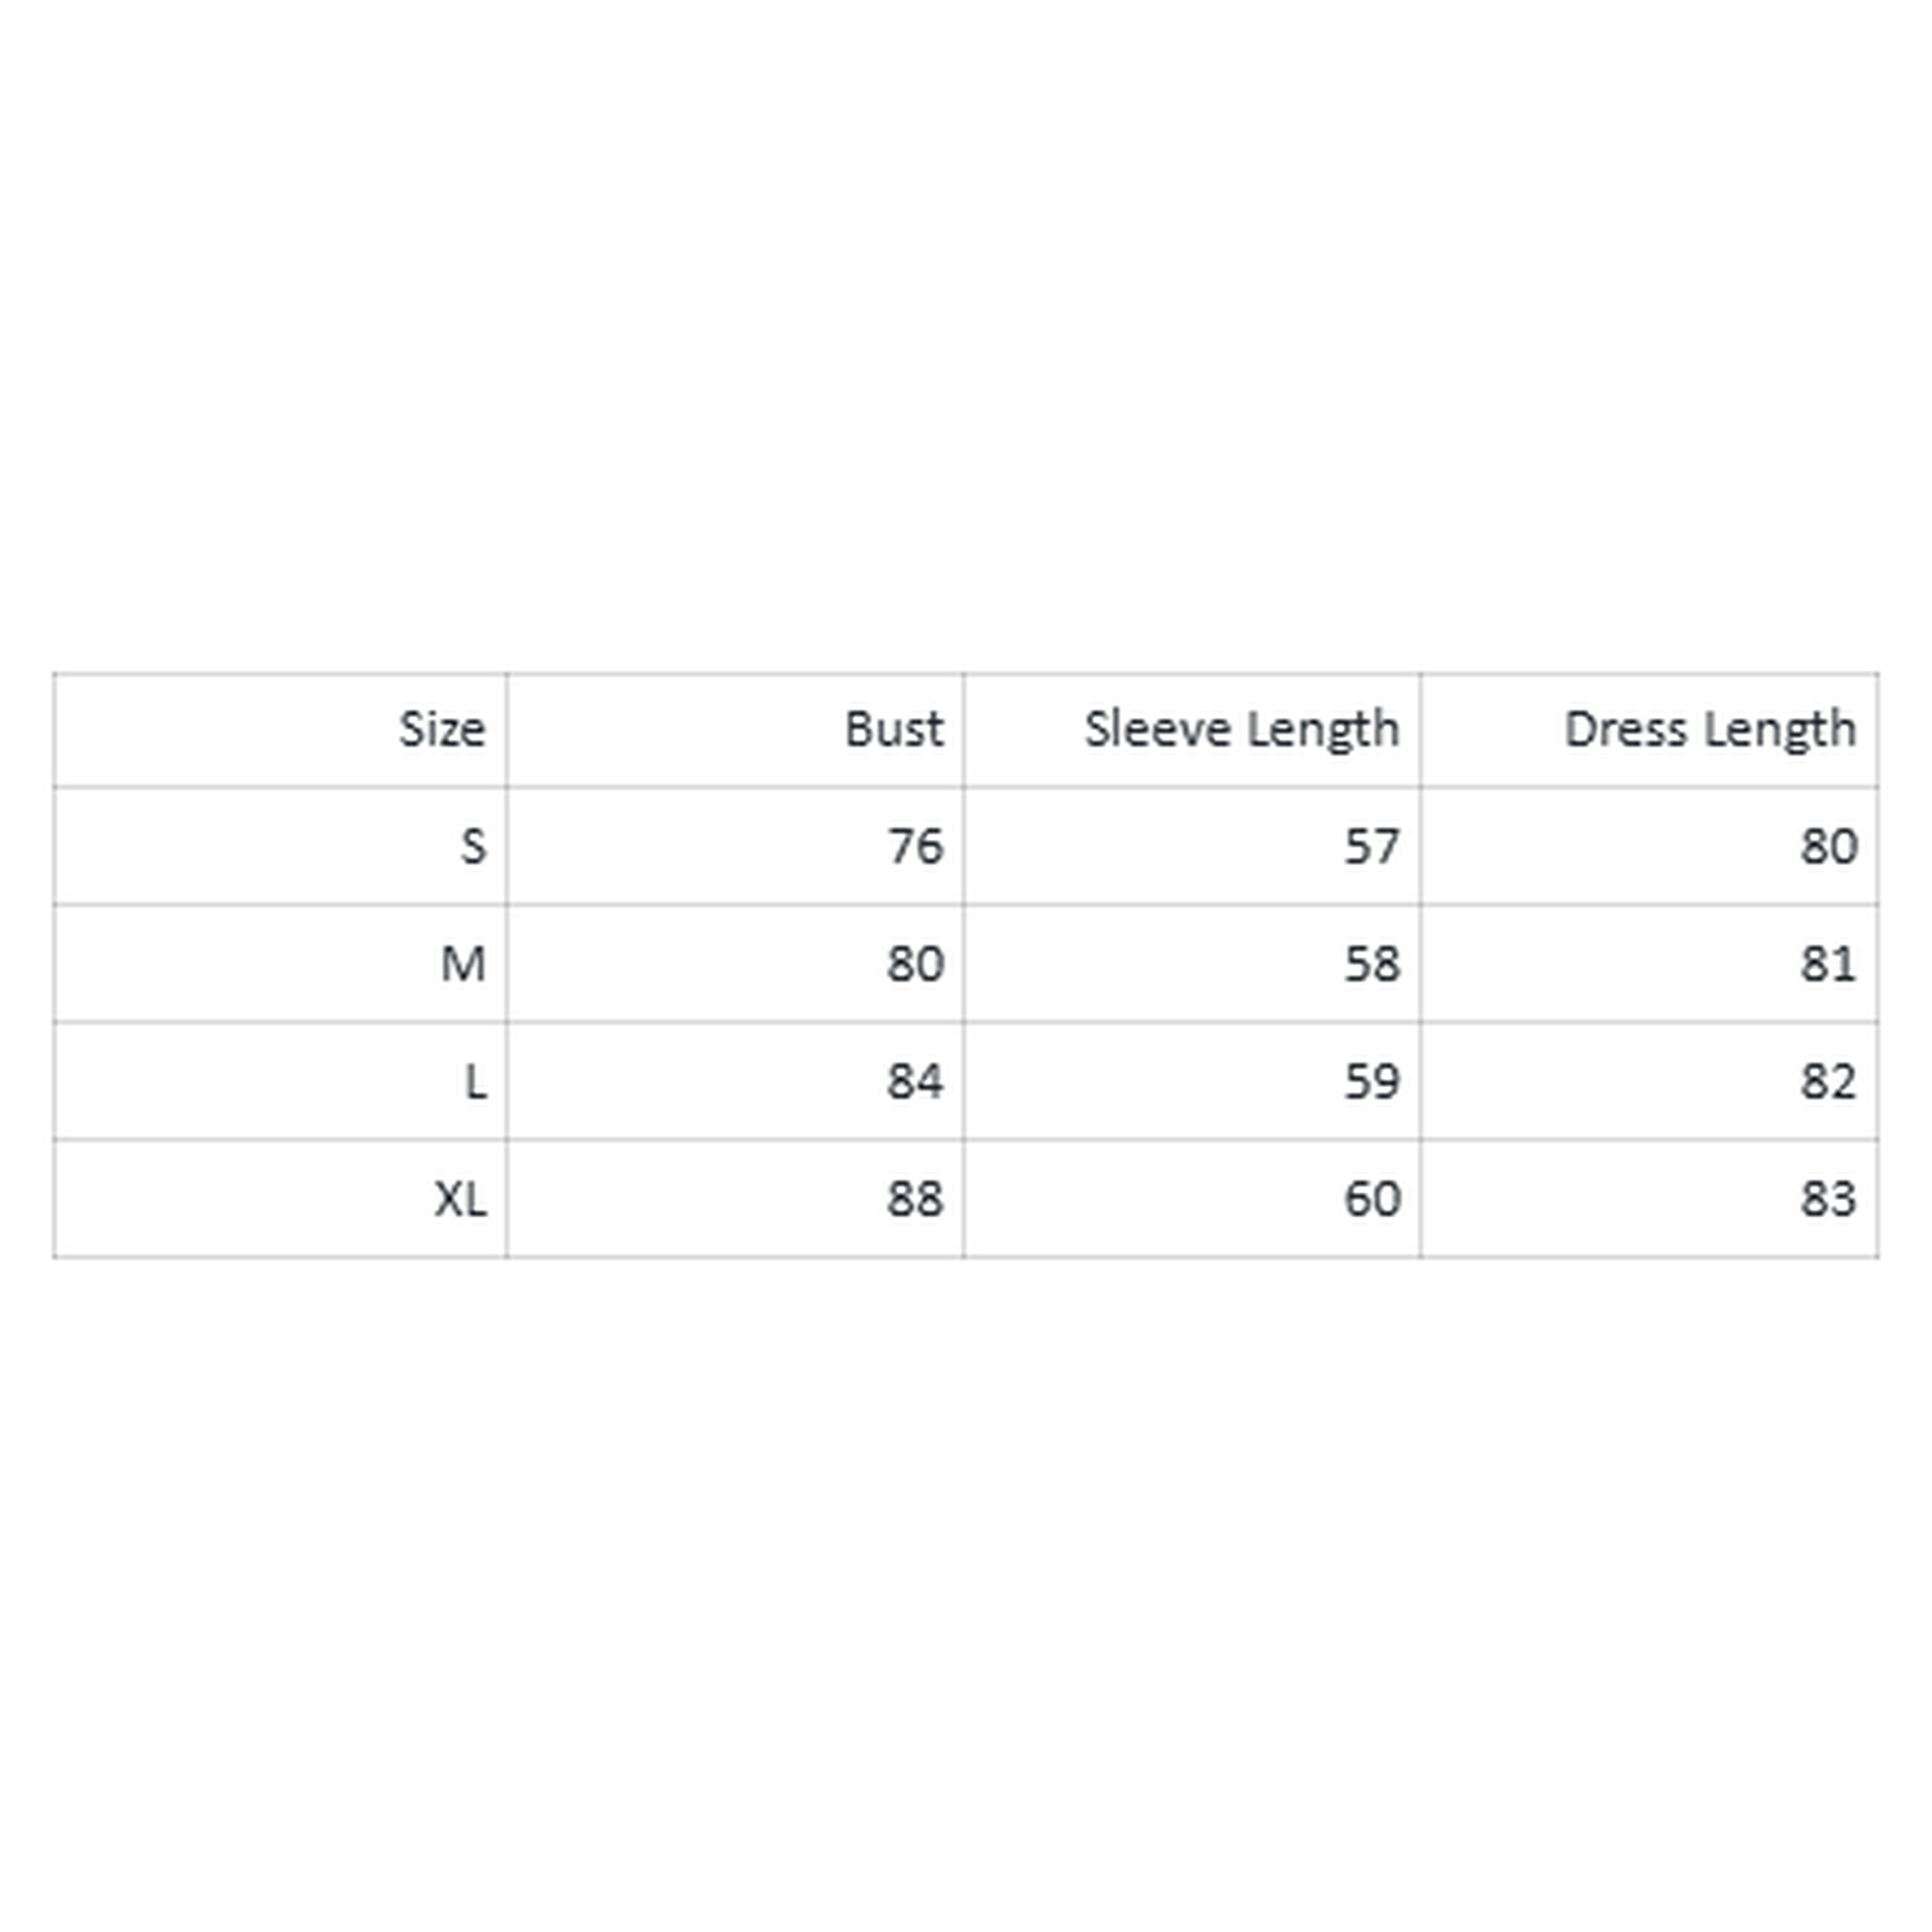 Size Bust Sleeve Length Dress Length
S 76 57 80
M 80 58 81
L 84 59 82
XL 88 60 83